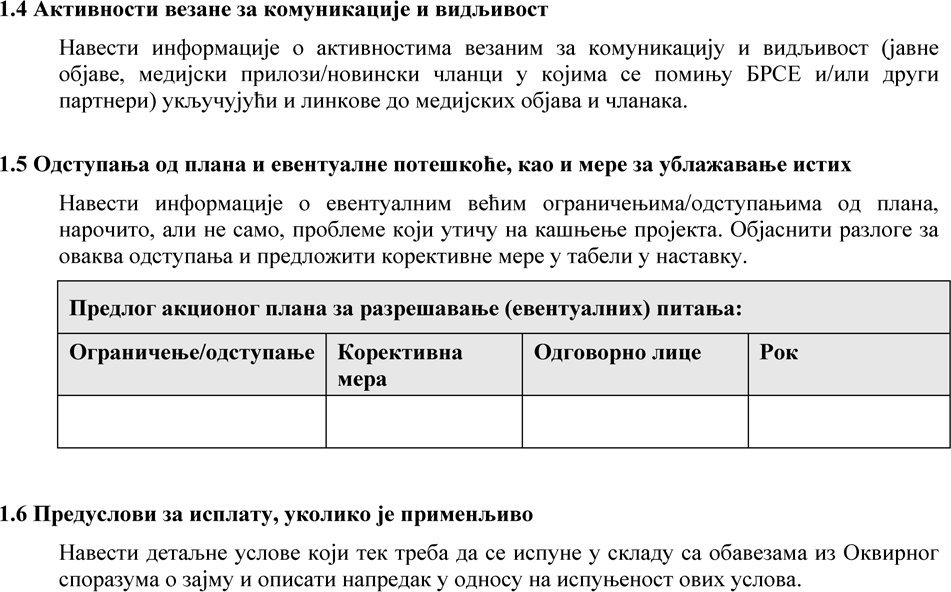 1.4 Активности везане за комуникације и видљивост
Навести информације о активностима везаним за комуникацију и видљивост (јавне
објаве, медијски прилози/новински чланци у којима се помињу БРСЕ и/или други
партнери) укључујући и линкове до медијских објава и чланака.
1.5 Одступања од плана и евентуалне потешкоће, као и мере за ублажавање истих
Навести информације о евентуалним већим ограничењима/одступањима од плана,
нарочито, али не само, проблеме који утичу на кашњење пројекта. Објаснити разлоге за
оваква одступања и предложити корективне мере у табели у наставку.
Предлог акционог плана за разрешавање (евентуалних) питања:
Ограничење/одступање
Корективна
мера
Одговорно лице
Рок
1.6 Предуслови за исплату, уколико је применљиво
Навести детаљне услове који тек треба да се испуне у складу са обавезама из Оквирног
споразума о зајму и описати напредак у односу на испуњеност ових услова.